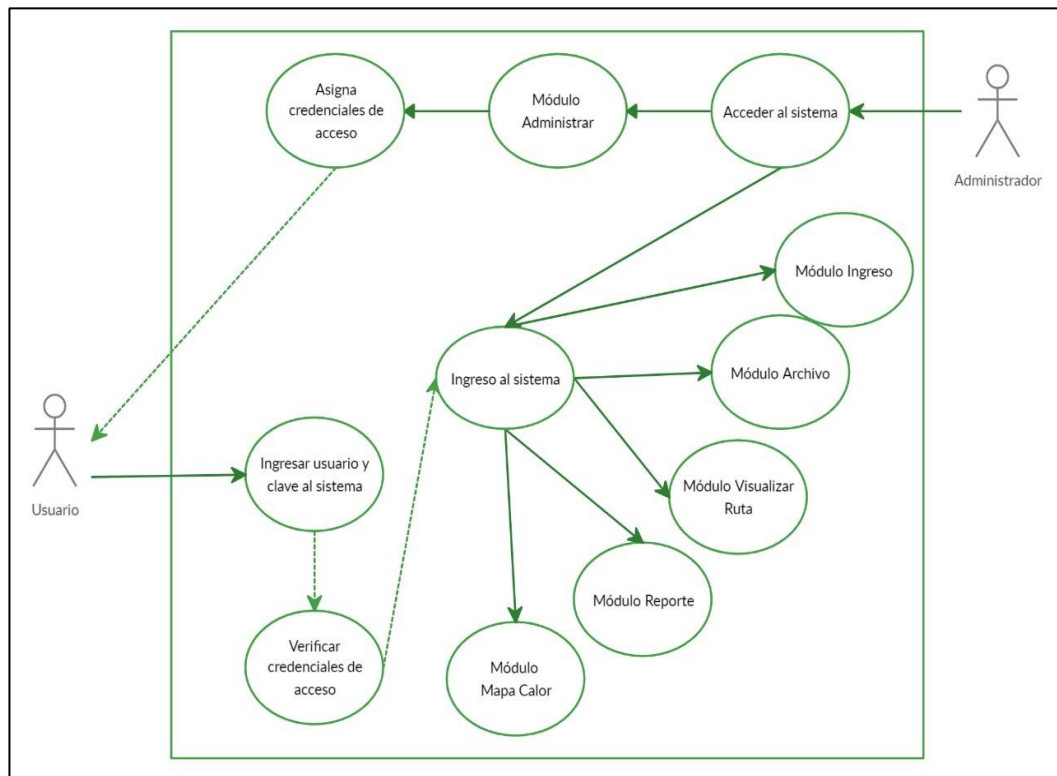 Asigna
credenciales de
acceso
Módulo
Administrar
Acceder al sistema
Administrador
Módulo Ingreso
Ingreso al sistema
Módulo Archivo
Usuario
Ingresar usuario y
clave al sistema
Módulo Visualizar
Ruta
Módulo Reporte
Verificar
credenciales de
acceso
Módulo
Mapa Calor